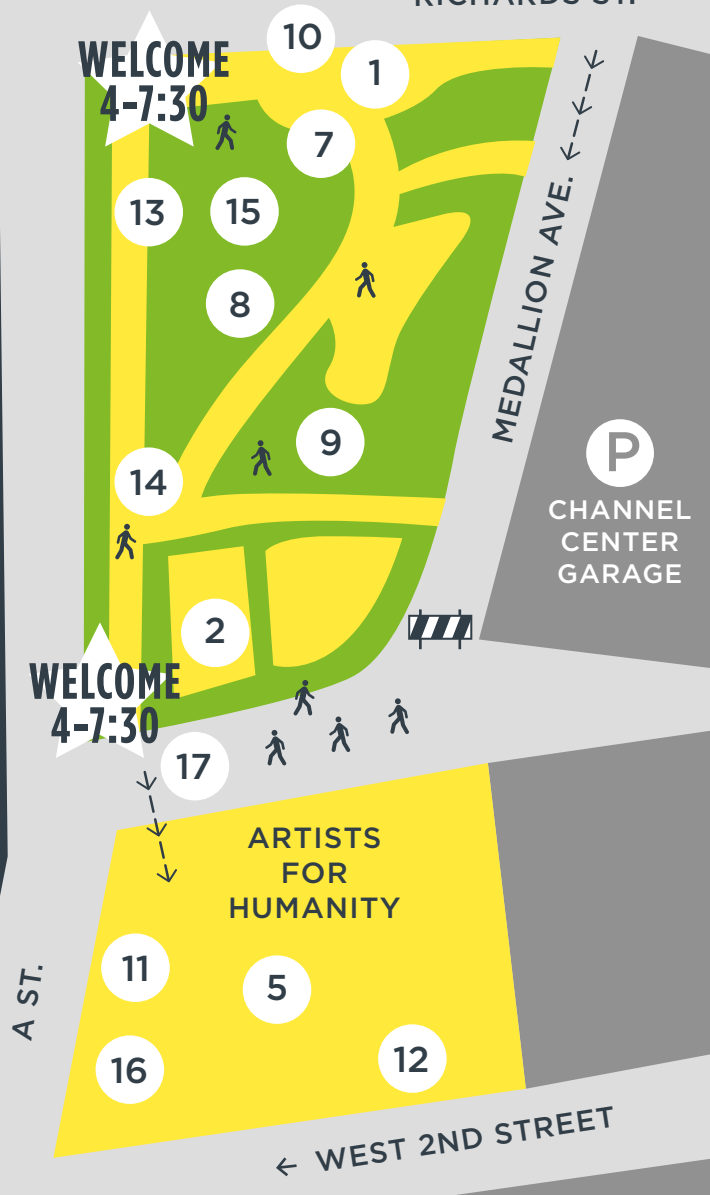 10
1
WELCOME
4-7:30
7
13
15
8
MEDALLION AVE.
9
14
P
CHANNEL
CENTER
GARAGE
2
WELCOME
4-7:30
17
ARTISTS
FOR
HUMANITY
11
5
A ST.
12
16
← WEST 2ND STREET